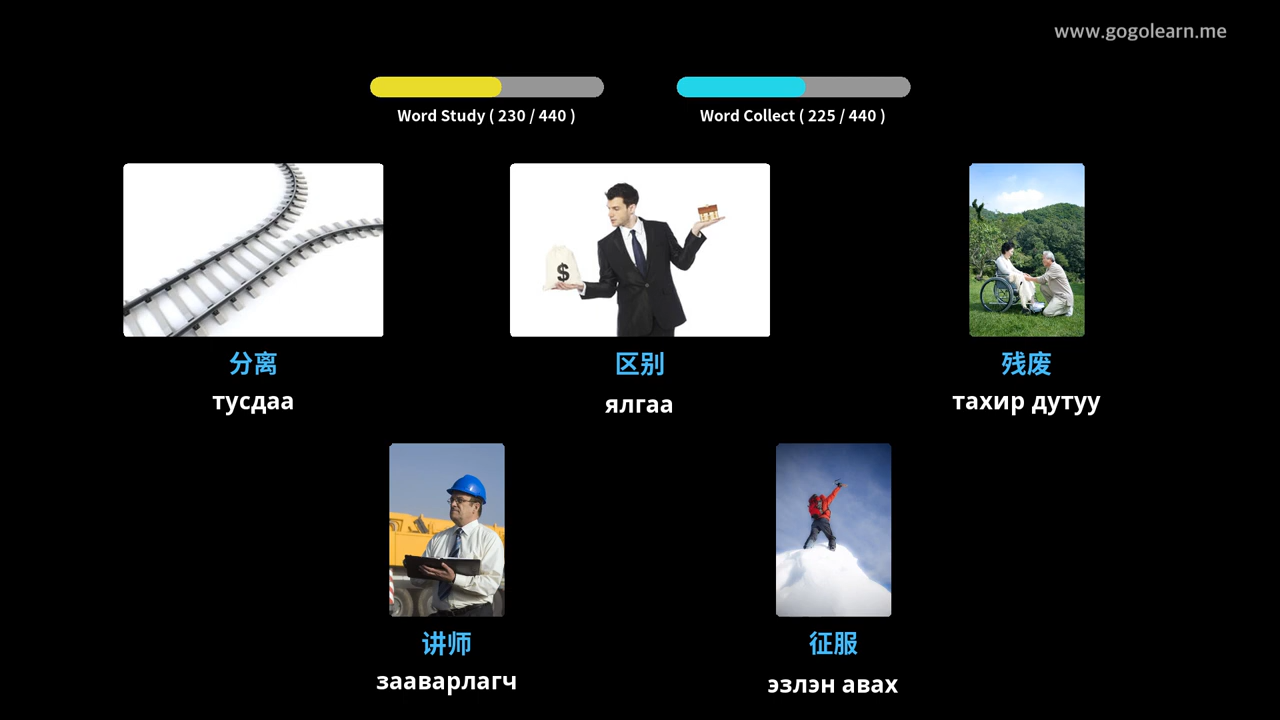 www.gogolearn.me
Word Study ( 230 / 440 )
Word Collect ( 225 / 440 )
$
分离
区别
残废
тусдаа
ялгаа
тахир дутуу
讲师
征服
зааварлагч
эзлэн авах